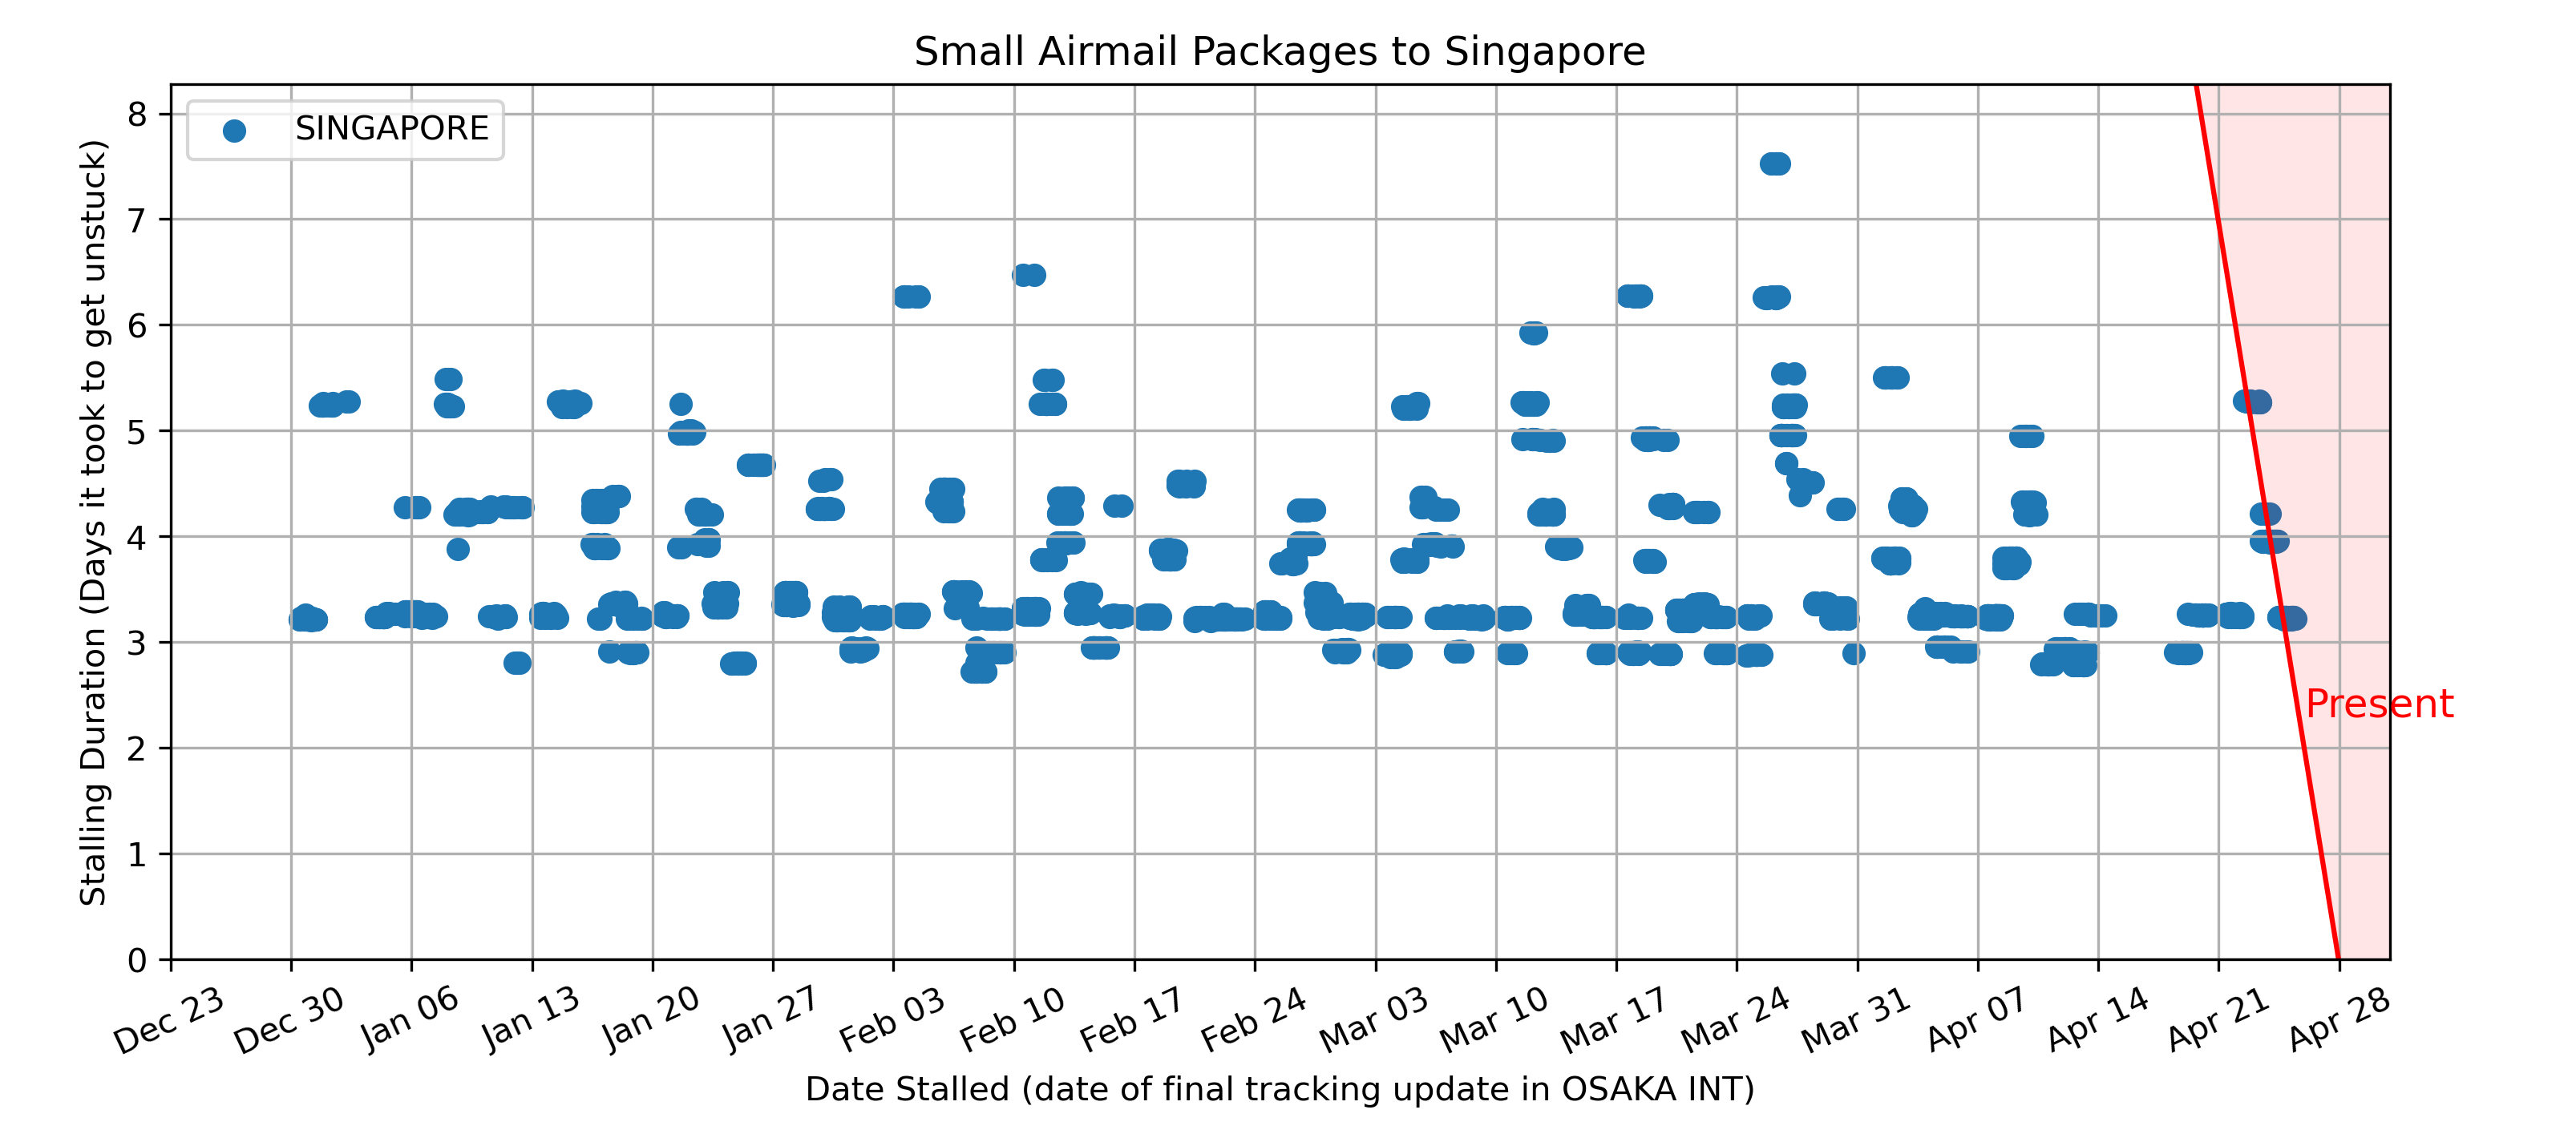 Small Airmail Packages to Singapore
SINGAPORE
Stalling Duration (Days it took to get unstuck)
8
7
6
5
4
3
2
1
0
Present
Dec 23
Dec 30
Jan 06
Jan 13
Jan 20
Jan 27
Feb 03
Feb 10
Feb 17
Feb 24
Mar 03
Mar 10
Mar 17
Mar 24
Mar 31
Apr 07
Apr 14
Apr 21
Apr 28
Date Stalled (date of final tracking update in OSAKA INT)